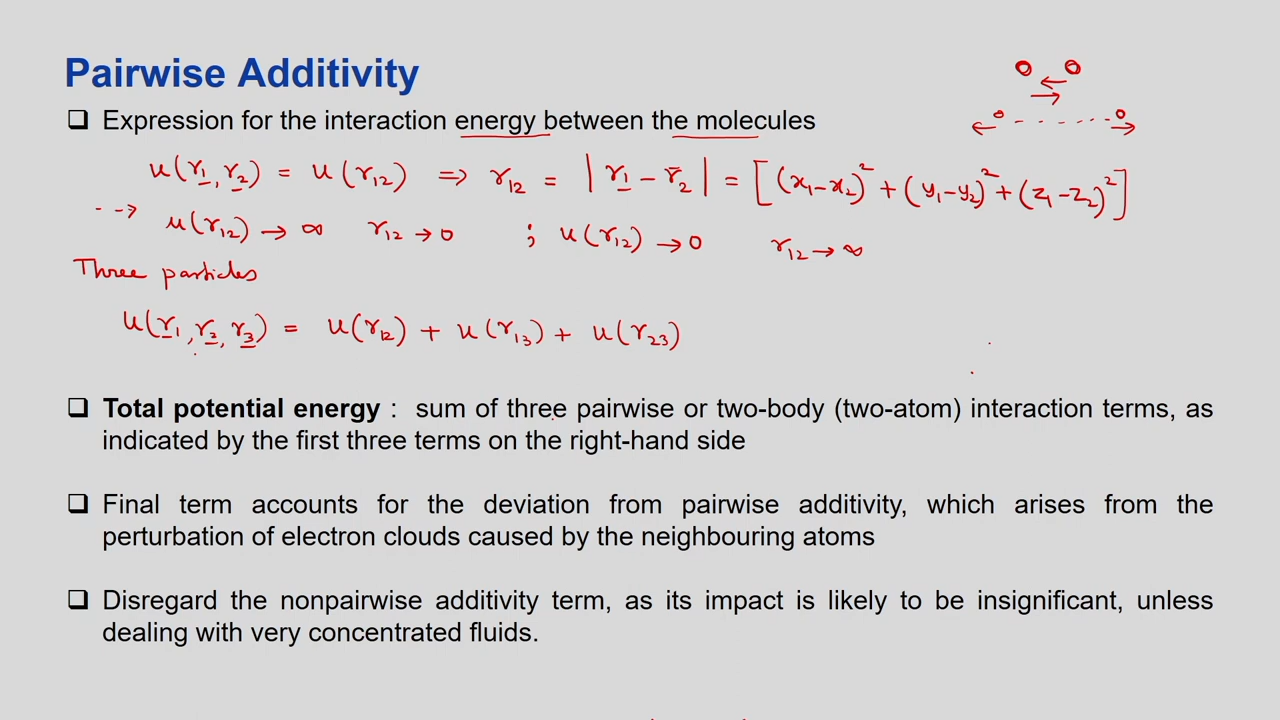 Pairwise Additivity
❑ Expression for the interaction energy between the molecules
u(r1, r2) = u(r12) ⇒ r12 = |r1 − r2| = [(x1−x2)² + (y1−y2)² + (z1−z2)²]
--→ u(r12) → ∞ r12 → 0 ; u(r12) → 0 r12 → ∞
Three particles
u(r1, r2, r3) = u(r12) + u(r13) + u(r23)
❑ Total potential energy : sum of three pairwise or two-body (two-atom) interaction terms, as
indicated by the first three terms on the right-hand side
❑ Final term accounts for the deviation from pairwise additivity, which arises from the
perturbation of electron clouds caused by the neighbouring atoms
❑ Disregard the nonpairwise additivity term, as its impact is likely to be insignificant, unless
dealing with very concentrated fluids.